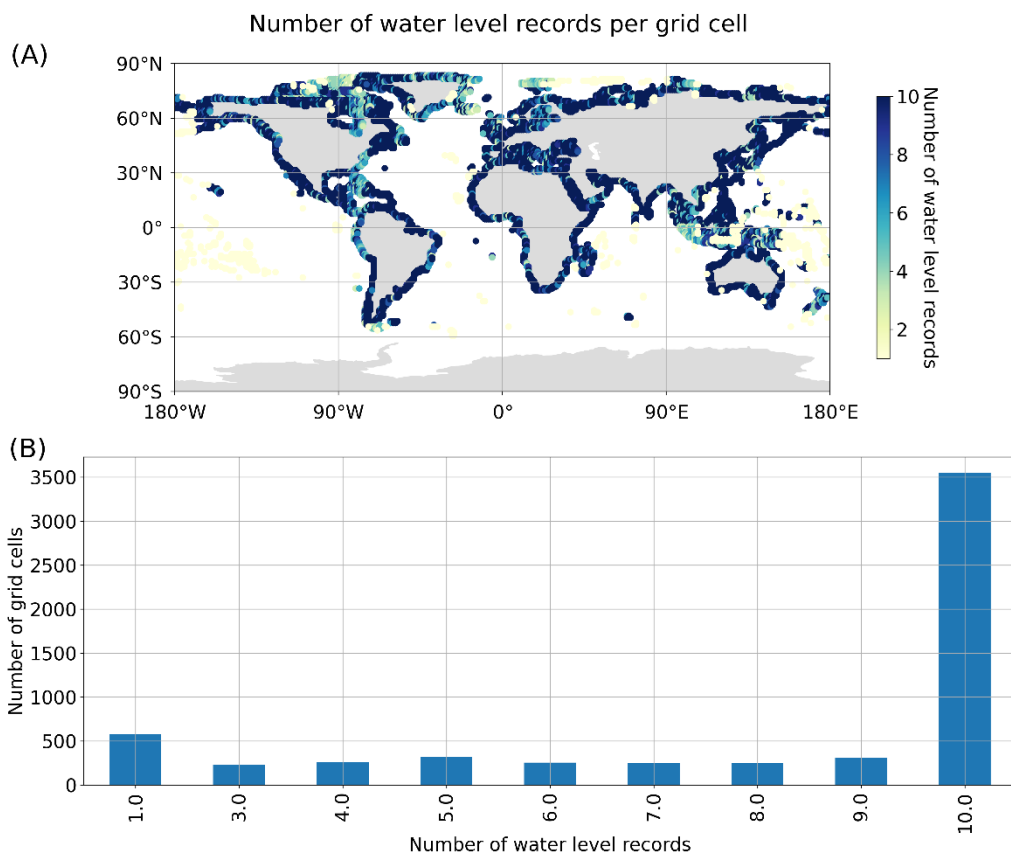 Number of water level records per grid cell
(A)
90°N
60°N
30°N
0°
30°S
60°S
90°S
180°W
90°W
0°
90°E
180°E
10
8
6
4
2
Number of water level records
(B)
3500
3000
2500
2000
1500
1000
500
0
Number of grid cells
1.0
3.0
4.0
5.0
6.0
7.0
8.0
9.0
10.0
Number of water level records